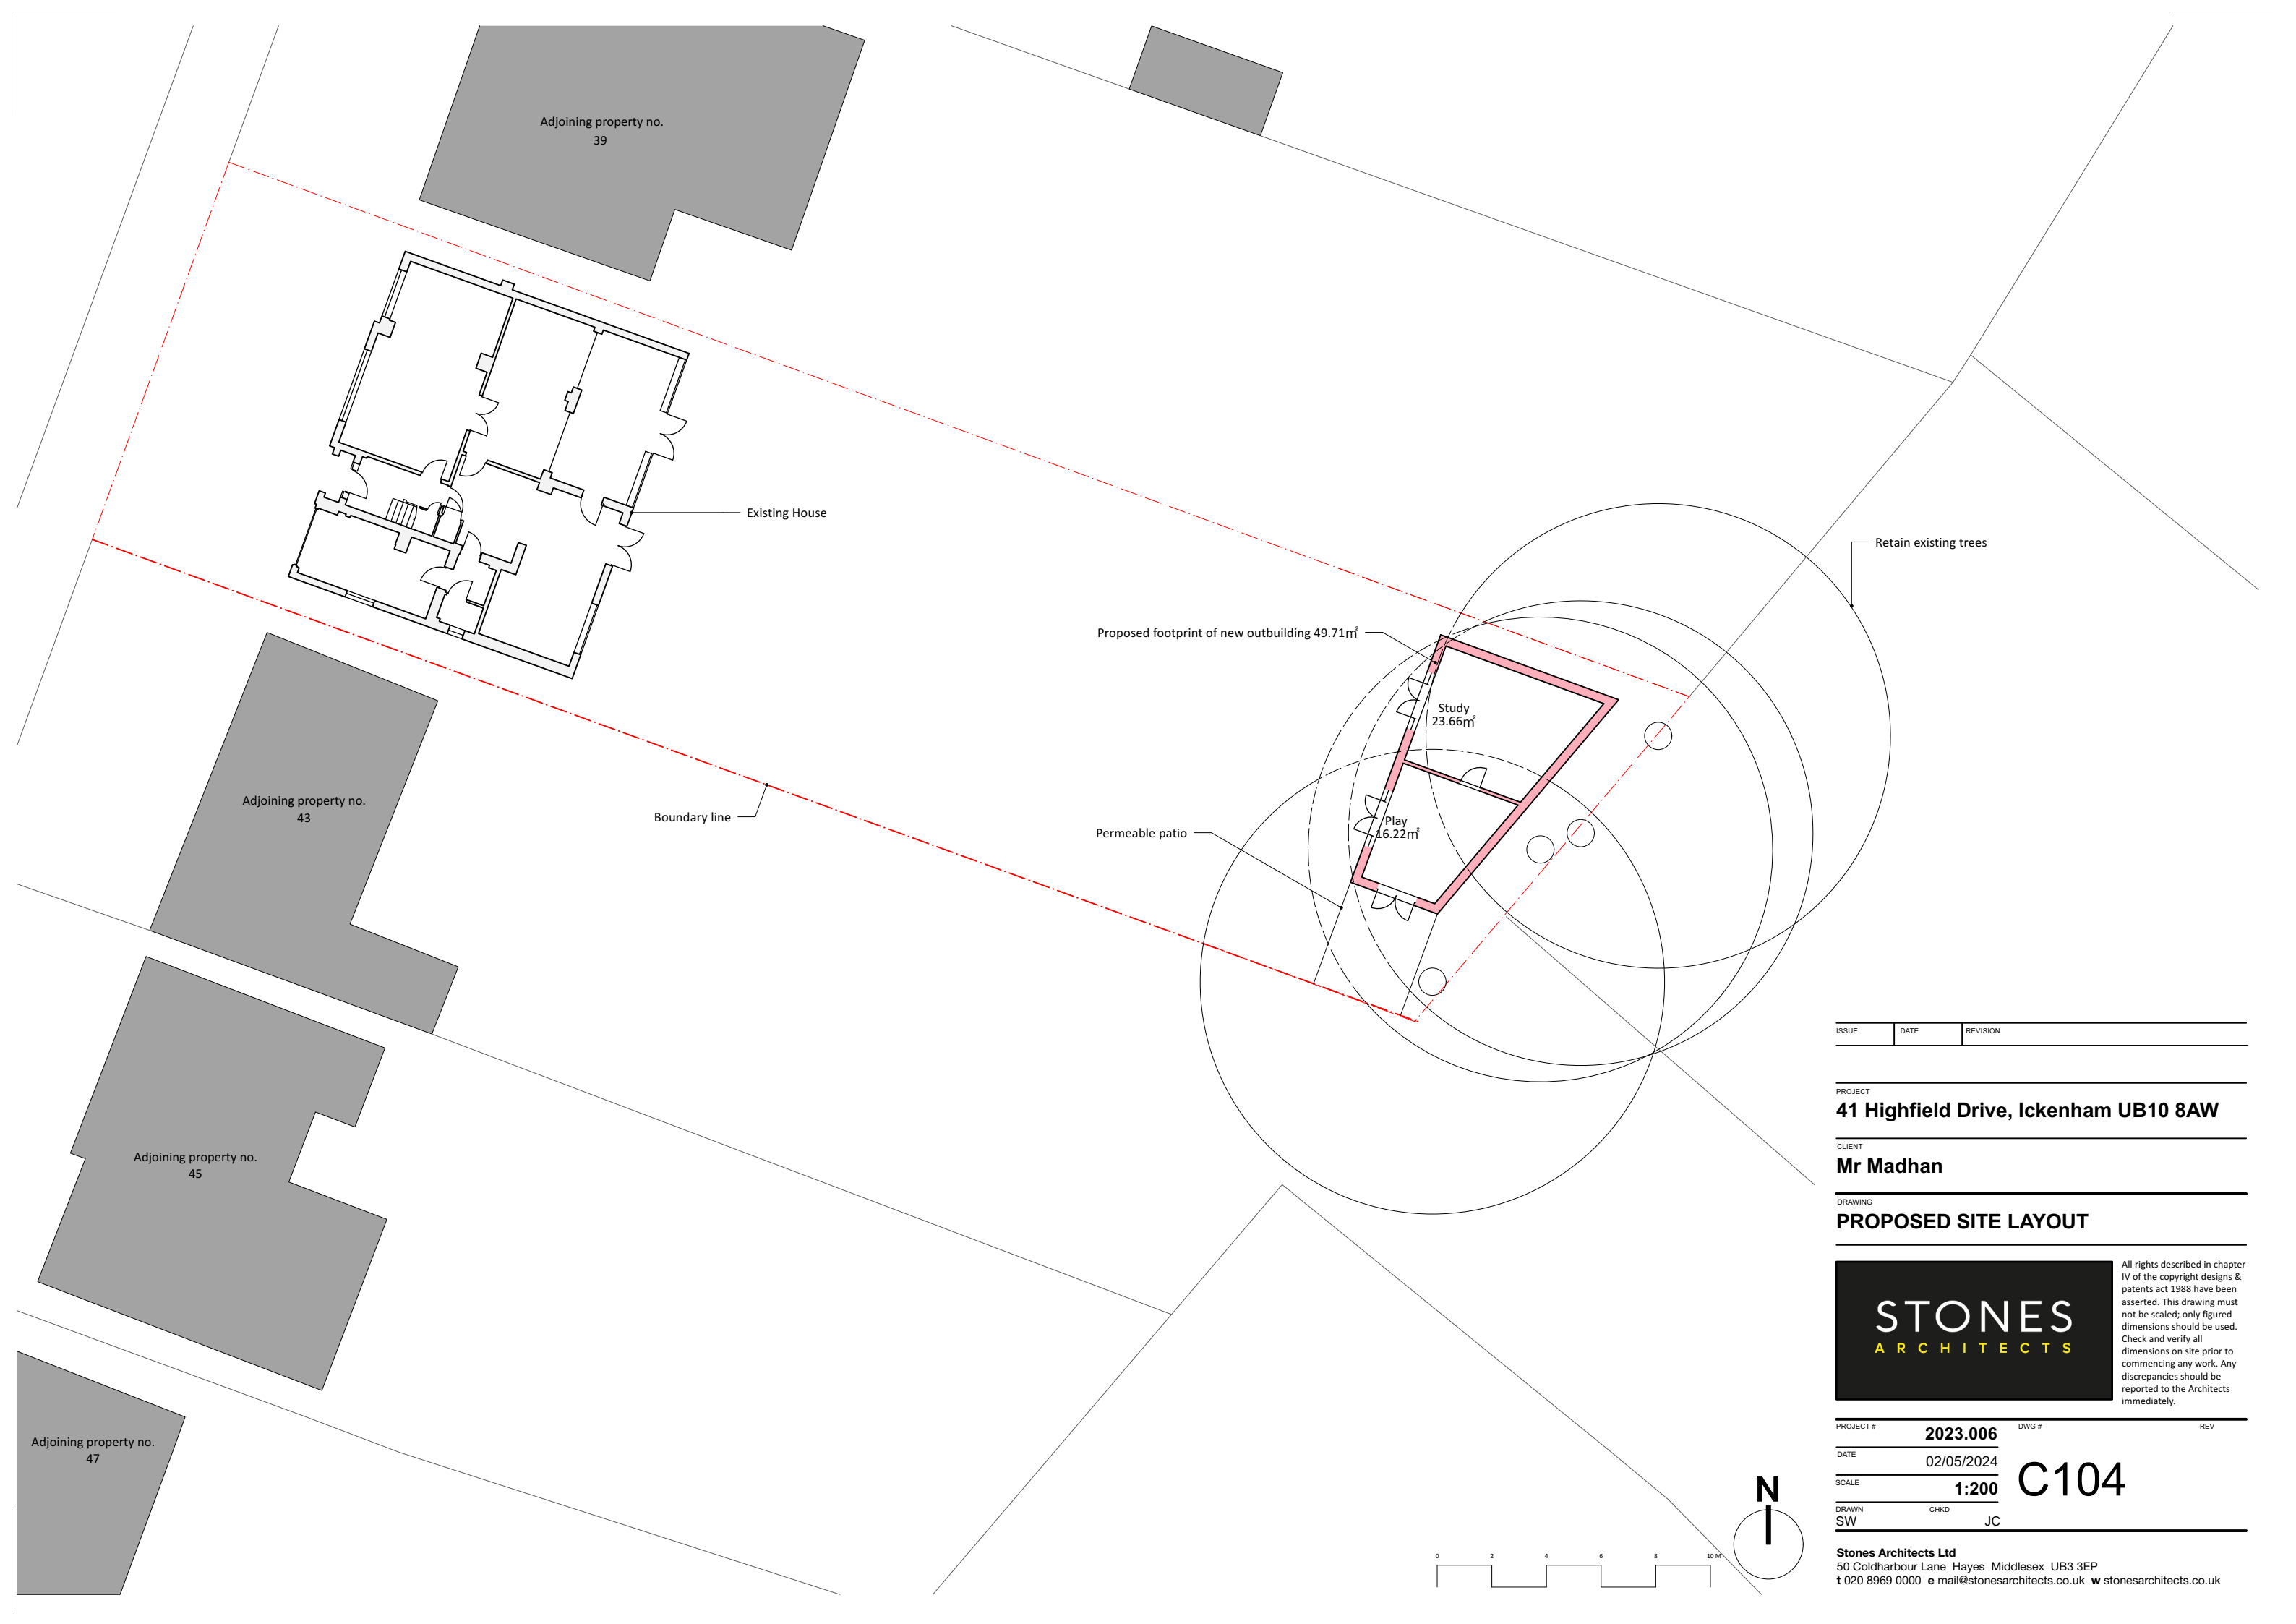 Adjoining property no.
39
Existing House
Retain existing trees
Proposed footprint of new outbuilding 49.71m²
Study
23.66m²
Adjoining property no.
43
Boundary line
Permeable patio
Play
16.22m²
Adjoining property no.
45
Adjoining property no.
47
0 2 4 6 8 10 M
N
ISSUE DATE REVISION
PROJECT
41 Highfield Drive, Ickenham UB10 8AW
CLIENT
Mr Madhan
DRAWING
PROPOSED SITE LAYOUT
STONES
ARCHITECTS
All rights described in chapter
IV of the copyright designs &
patents act 1988 have been
asserted. This drawing must
not be scaled; only figured
dimensions should be used.
Check and verify all
dimensions on site prior to
commencing any work. Any
discrepancies should be
reported to the Architects
immediately.
PROJECT # 2023.006
DATE 02/05/2024
SCALE 1:200
DRAWN CHKD
SW JC
DWG # REV
C104
Stones Architects Ltd
50 Coldharbour Lane Hayes Middlesex UB3 3EP
t 020 8969 0000 e mail@stonesarchitects.co.uk w stonesarchitects.co.uk